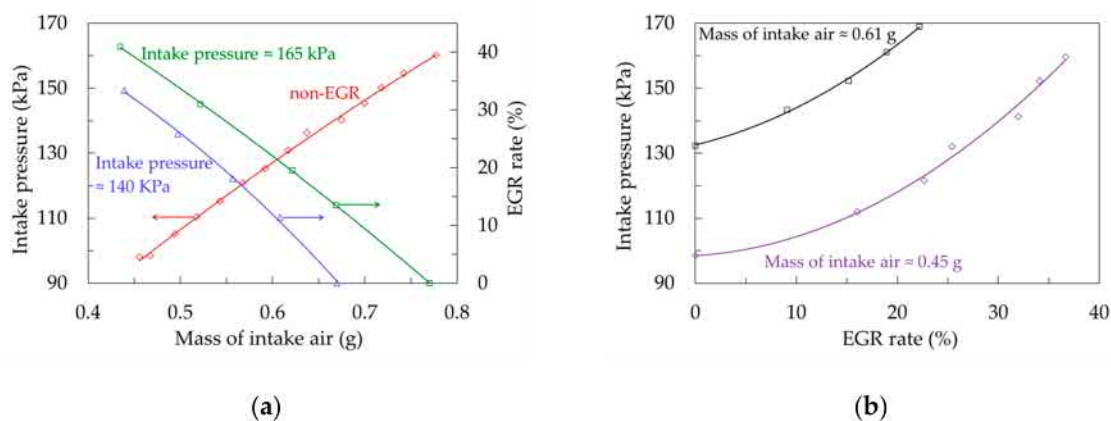 170
150
130
110
90
Intake pressure (kPa)
Intake pressure ≈ 165 kPa
non-EGR
Intake pressure
≈ 140 KPa
50
40
30
20
10
0
EGR rate (%)
0.4 0.5 0.6 0.7 0.8
Mass of intake air (g)
(a)
170
150
130
110
90
Intake pressure (kPa)
Mass of intake air ≈ 0.61 g
Mass of intake air ≈ 0.45 g
0 10 20 30 40
EGR rate (%)
(b)